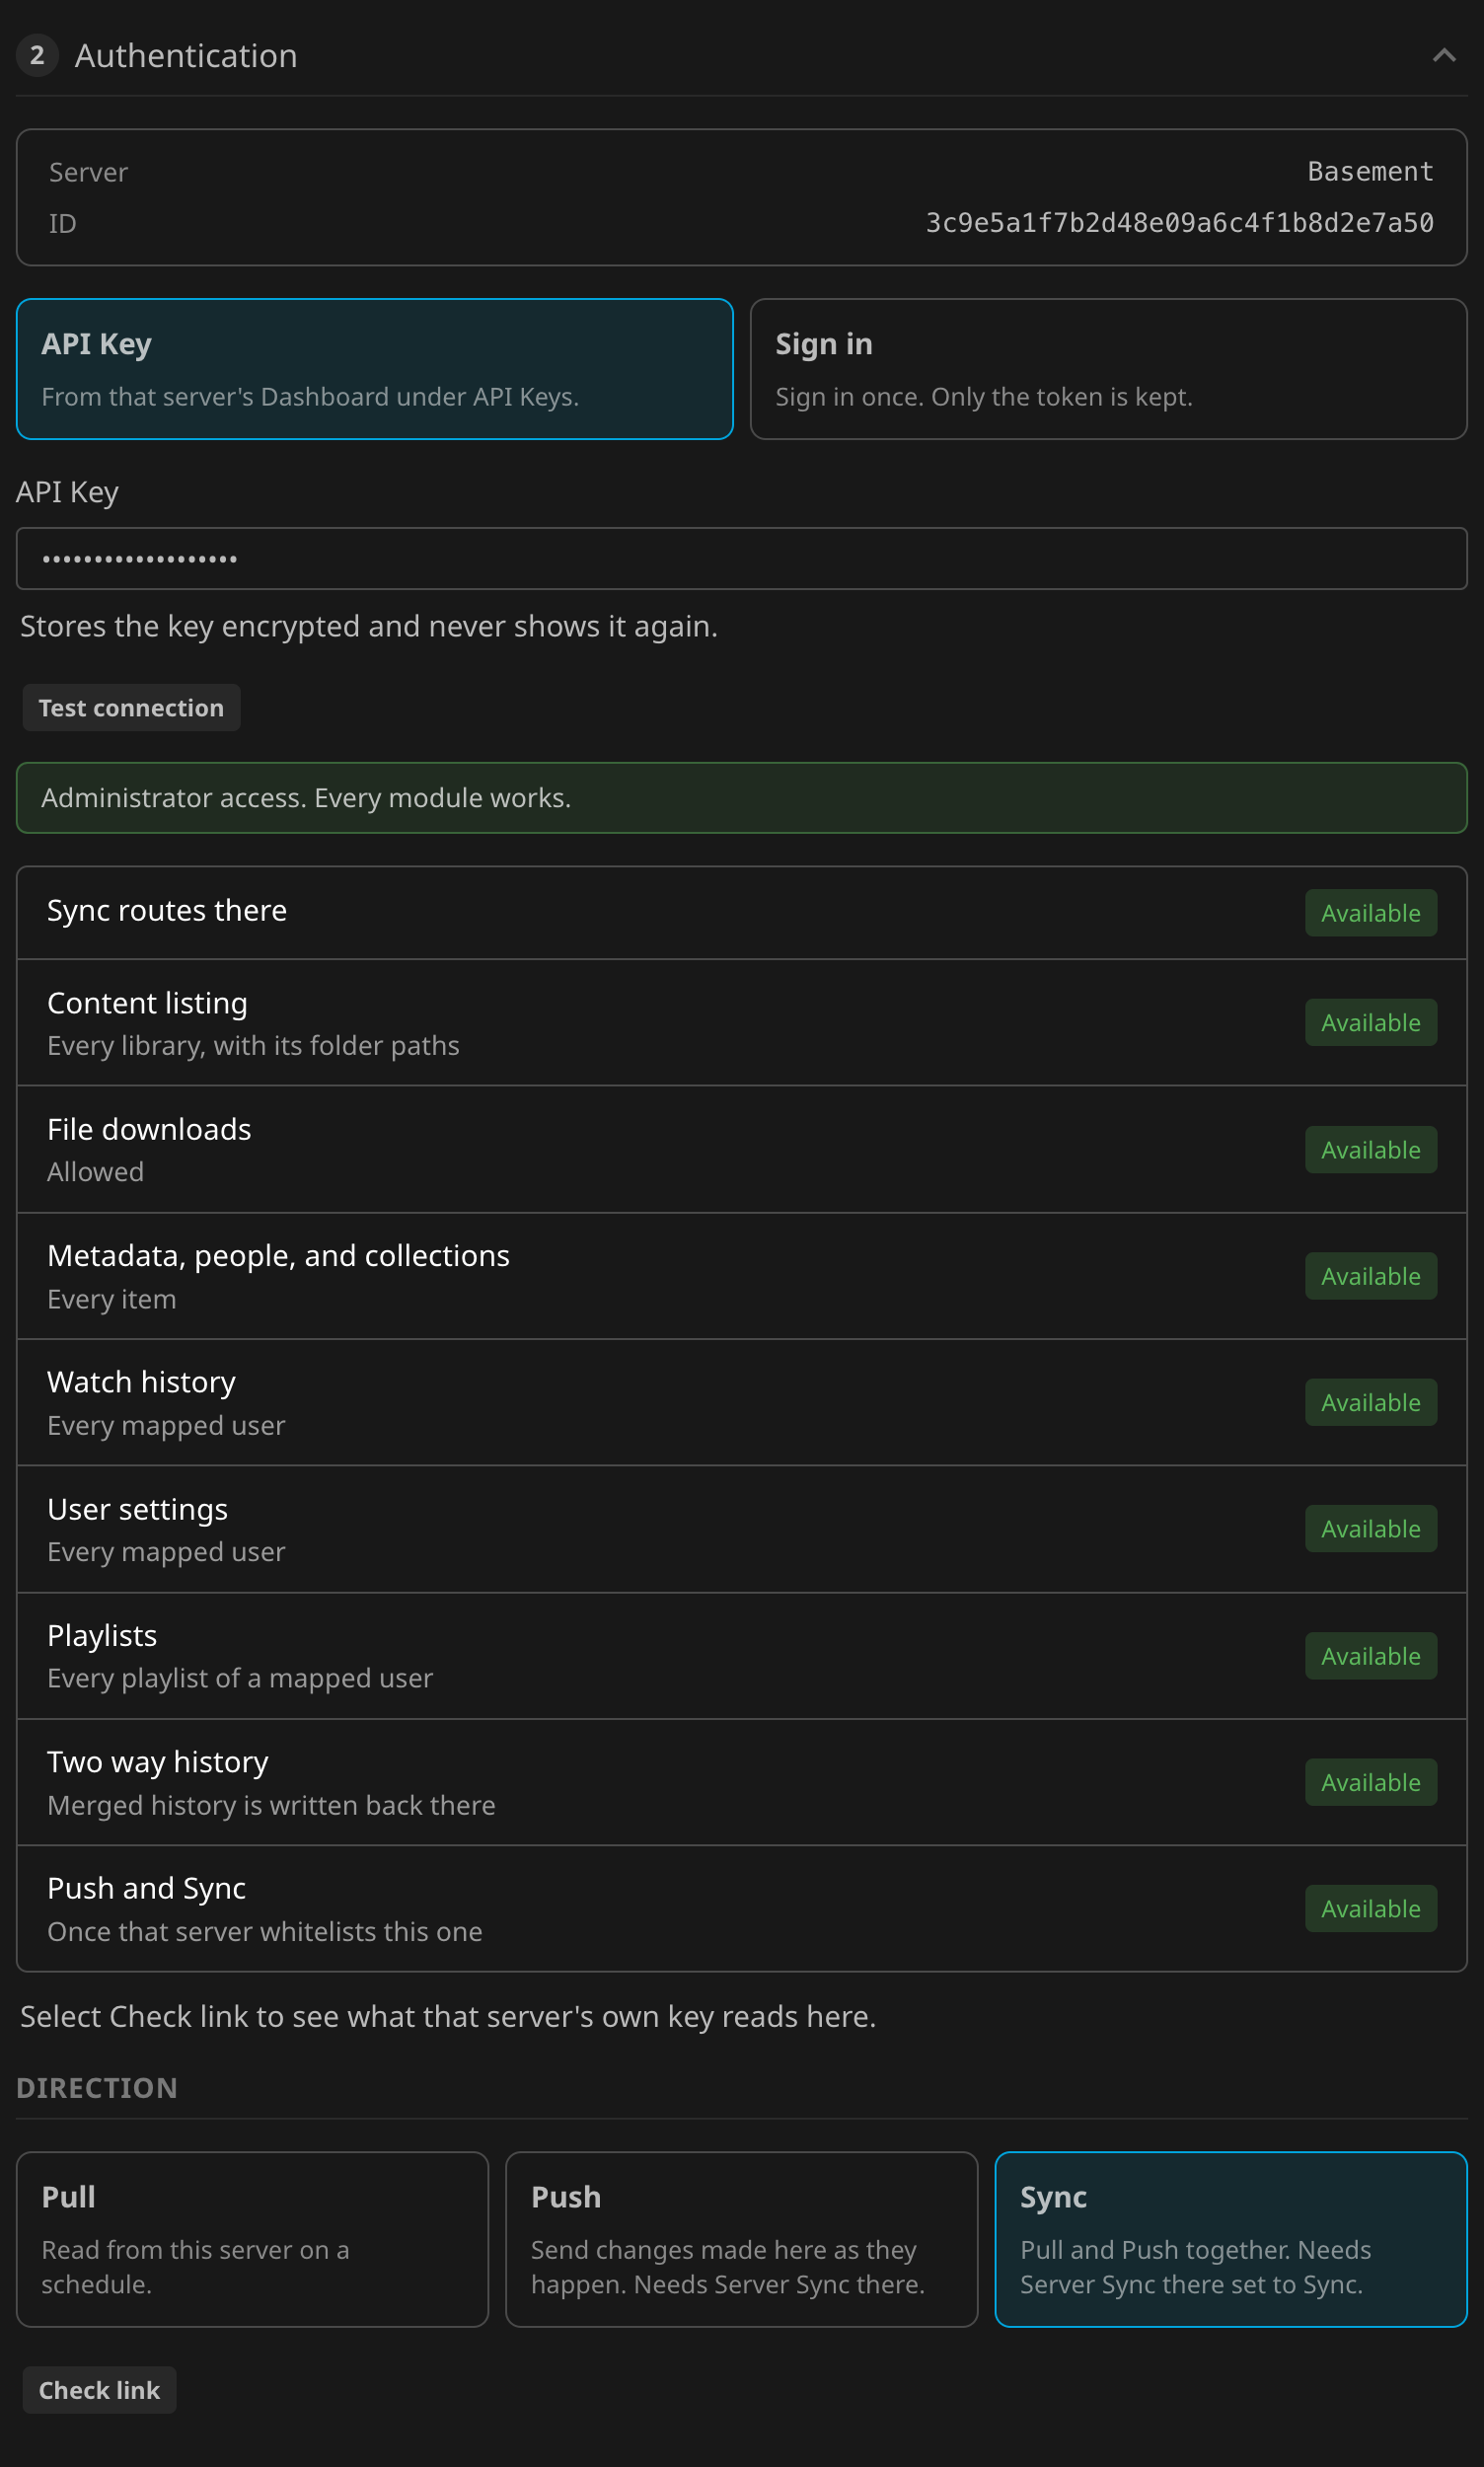 2 Authentication
Server Basement
ID 3c9e5a1f7b2d48e09a6c4f1b8d2e7a50
API Key
From that server's Dashboard under API Keys.
Sign in
Sign in once. Only the token is kept.
API Key
•••••••••••••••••••
Stores the key encrypted and never shows it again.
Test connection
Administrator access. Every module works.
Sync routes there
Available
Content listing
Every library, with its folder paths
Available
File downloads
Allowed
Available
Metadata, people, and collections
Every item
Available
Watch history
Every mapped user
Available
User settings
Every mapped user
Available
Playlists
Every playlist of a mapped user
Available
Two way history
Merged history is written back there
Available
Push and Sync
Once that server whitelists this one
Available
Select Check link to see what that server's own key reads here.
DIRECTION
Pull
Read from this server on a
schedule.
Push
Send changes made here as they
happen. Needs Server Sync there.
Sync
Pull and Push together. Needs
Server Sync there set to Sync.
Check link